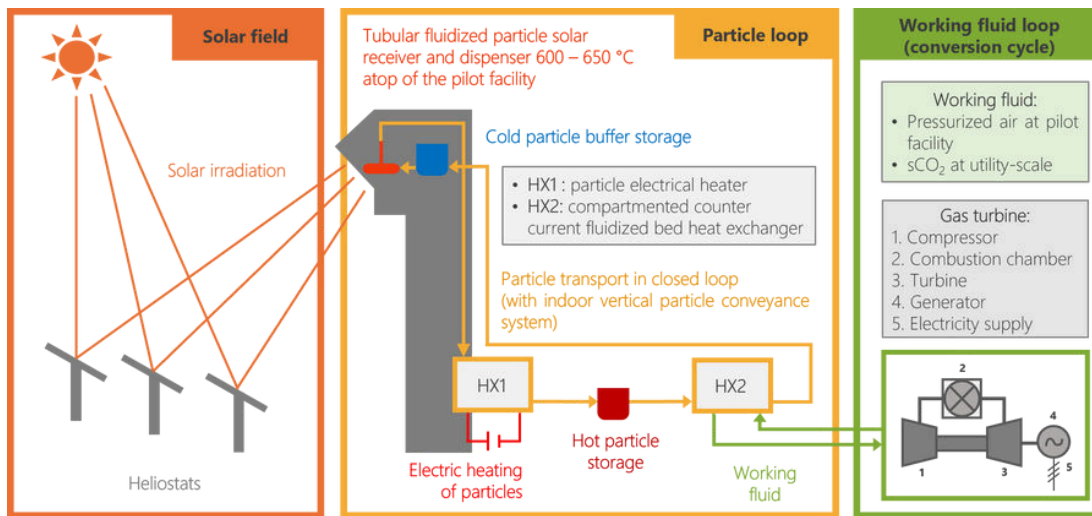 Solar field
Solar irradiation
Heliostats
Particle loop
Tubular fluidized particle solar
receiver and dispenser 600 – 650 °C
atop of the pilot facility
Cold particle buffer storage
• HX1 : particle electrical heater
• HX2: compartmented counter
current fluidized bed heat exchanger
Particle transport in closed loop
(with indoor vertical particle conveyance
system)
HX1
HX2
Hot particle
storage
Electric heating
of particles
Working
fluid
Working fluid loop
(conversion cycle)
Working fluid:
• Pressurized air at pilot
facility
• sCO₂ at utility-scale
Gas turbine:
1. Compressor
2. Combustion chamber
3. Turbine
4. Generator
5. Electricity supply
2
4
1
3
5